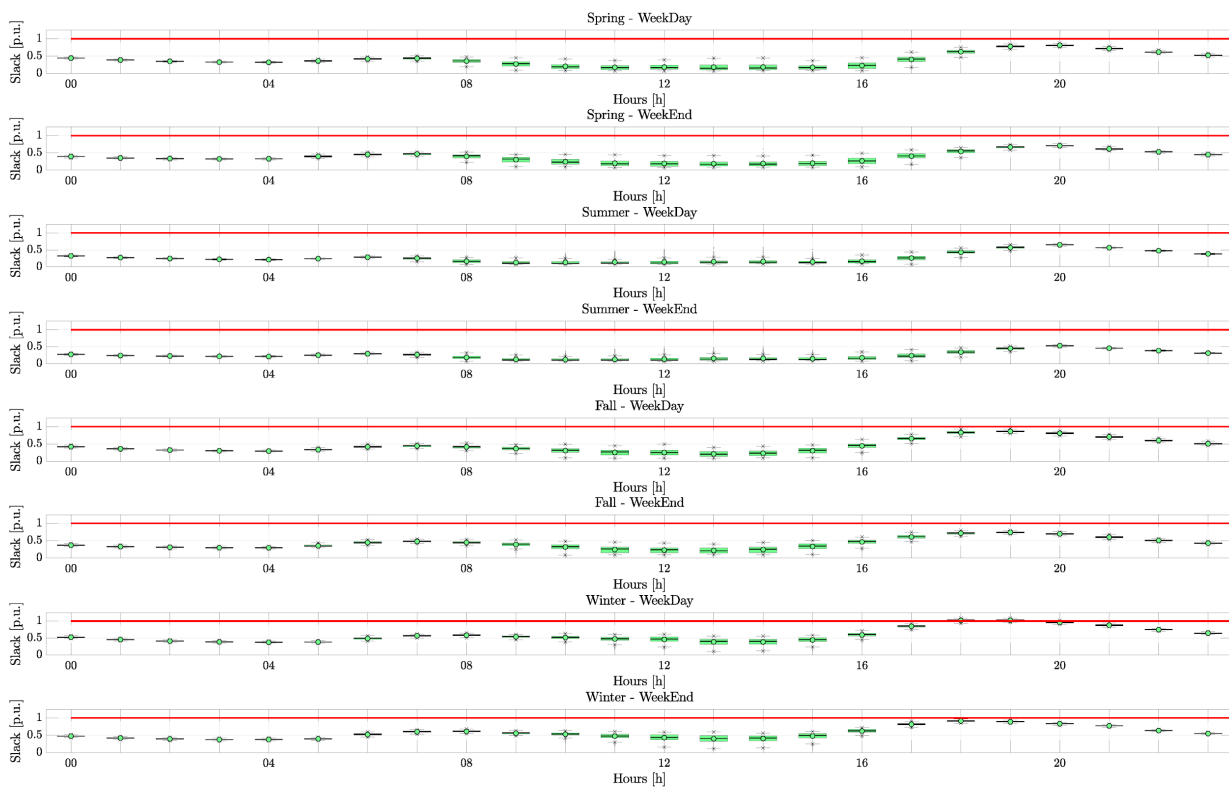 Spring - WeekDay
Slack [p.u.]
1
0.5
0
00 04 08 12 16 20
Hours [h]
Spring - WeekEnd
Slack [p.u.]
1
0.5
0
00 04 08 12 16 20
Hours [h]
Summer - WeekDay
Slack [p.u.]
1
0.5
0
00 04 08 12 16 20
Hours [h]
Summer - WeekEnd
Slack [p.u.]
1
0.5
0
00 04 08 12 16 20
Hours [h]
Fall - WeekDay
Slack [p.u.]
1
0.5
0
00 04 08 12 16 20
Hours [h]
Fall - WeekEnd
Slack [p.u.]
1
0.5
0
00 04 08 12 16 20
Hours [h]
Winter - WeekDay
Slack [p.u.]
1
0.5
0
00 04 08 12 16 20
Hours [h]
Winter - WeekEnd
Slack [p.u.]
1
0.5
0
00 04 08 12 16 20
Hours [h]